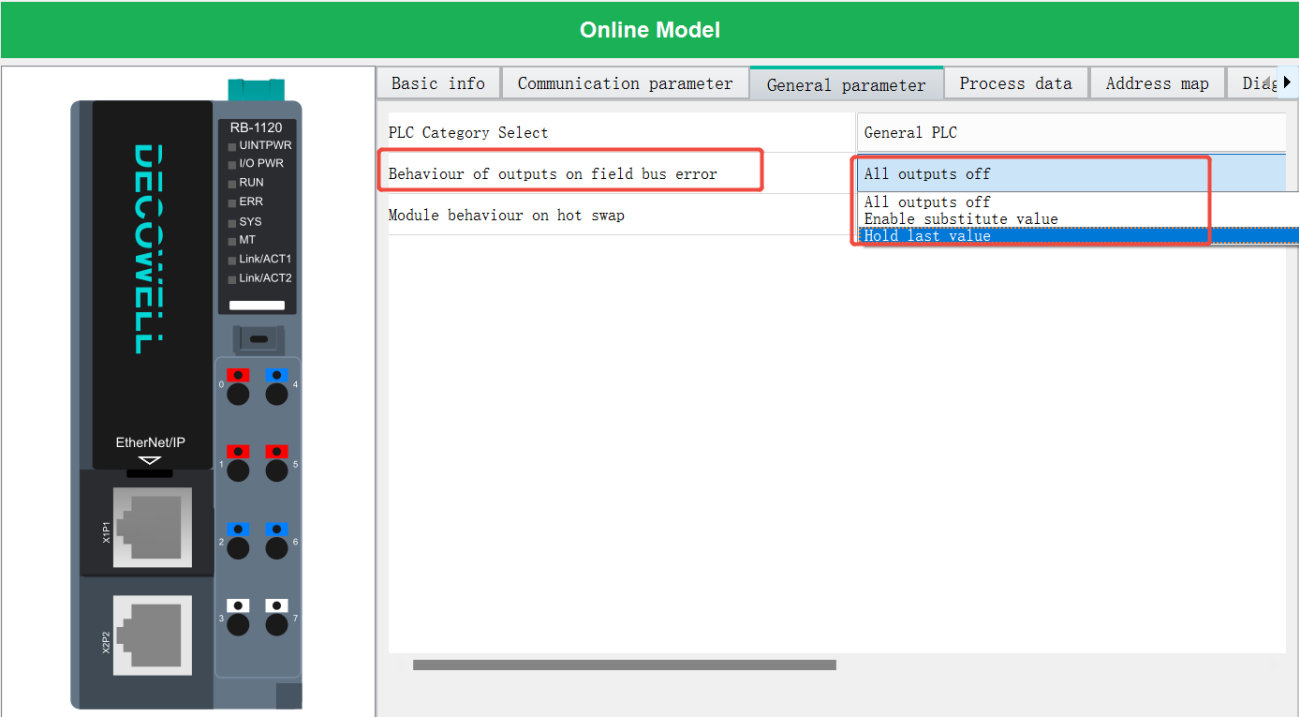 Online Model
Basic info
Communication parameter
General parameter
Process data
Address map
PLC Category Select
General PLC
Behaviour of outputs on field bus error
All outputs off
All outputs off
Enable substitute value
Hold last value
Module behaviour on hot swap
DECOWELL
RB-1120
UINTPWR
I/O PWR
RUN
ERR
SYS
MT
Link/ACT1
Link/ACT2
0
4
1
5
2
6
3
7
EtherNet/IP
X1P1
X2P2